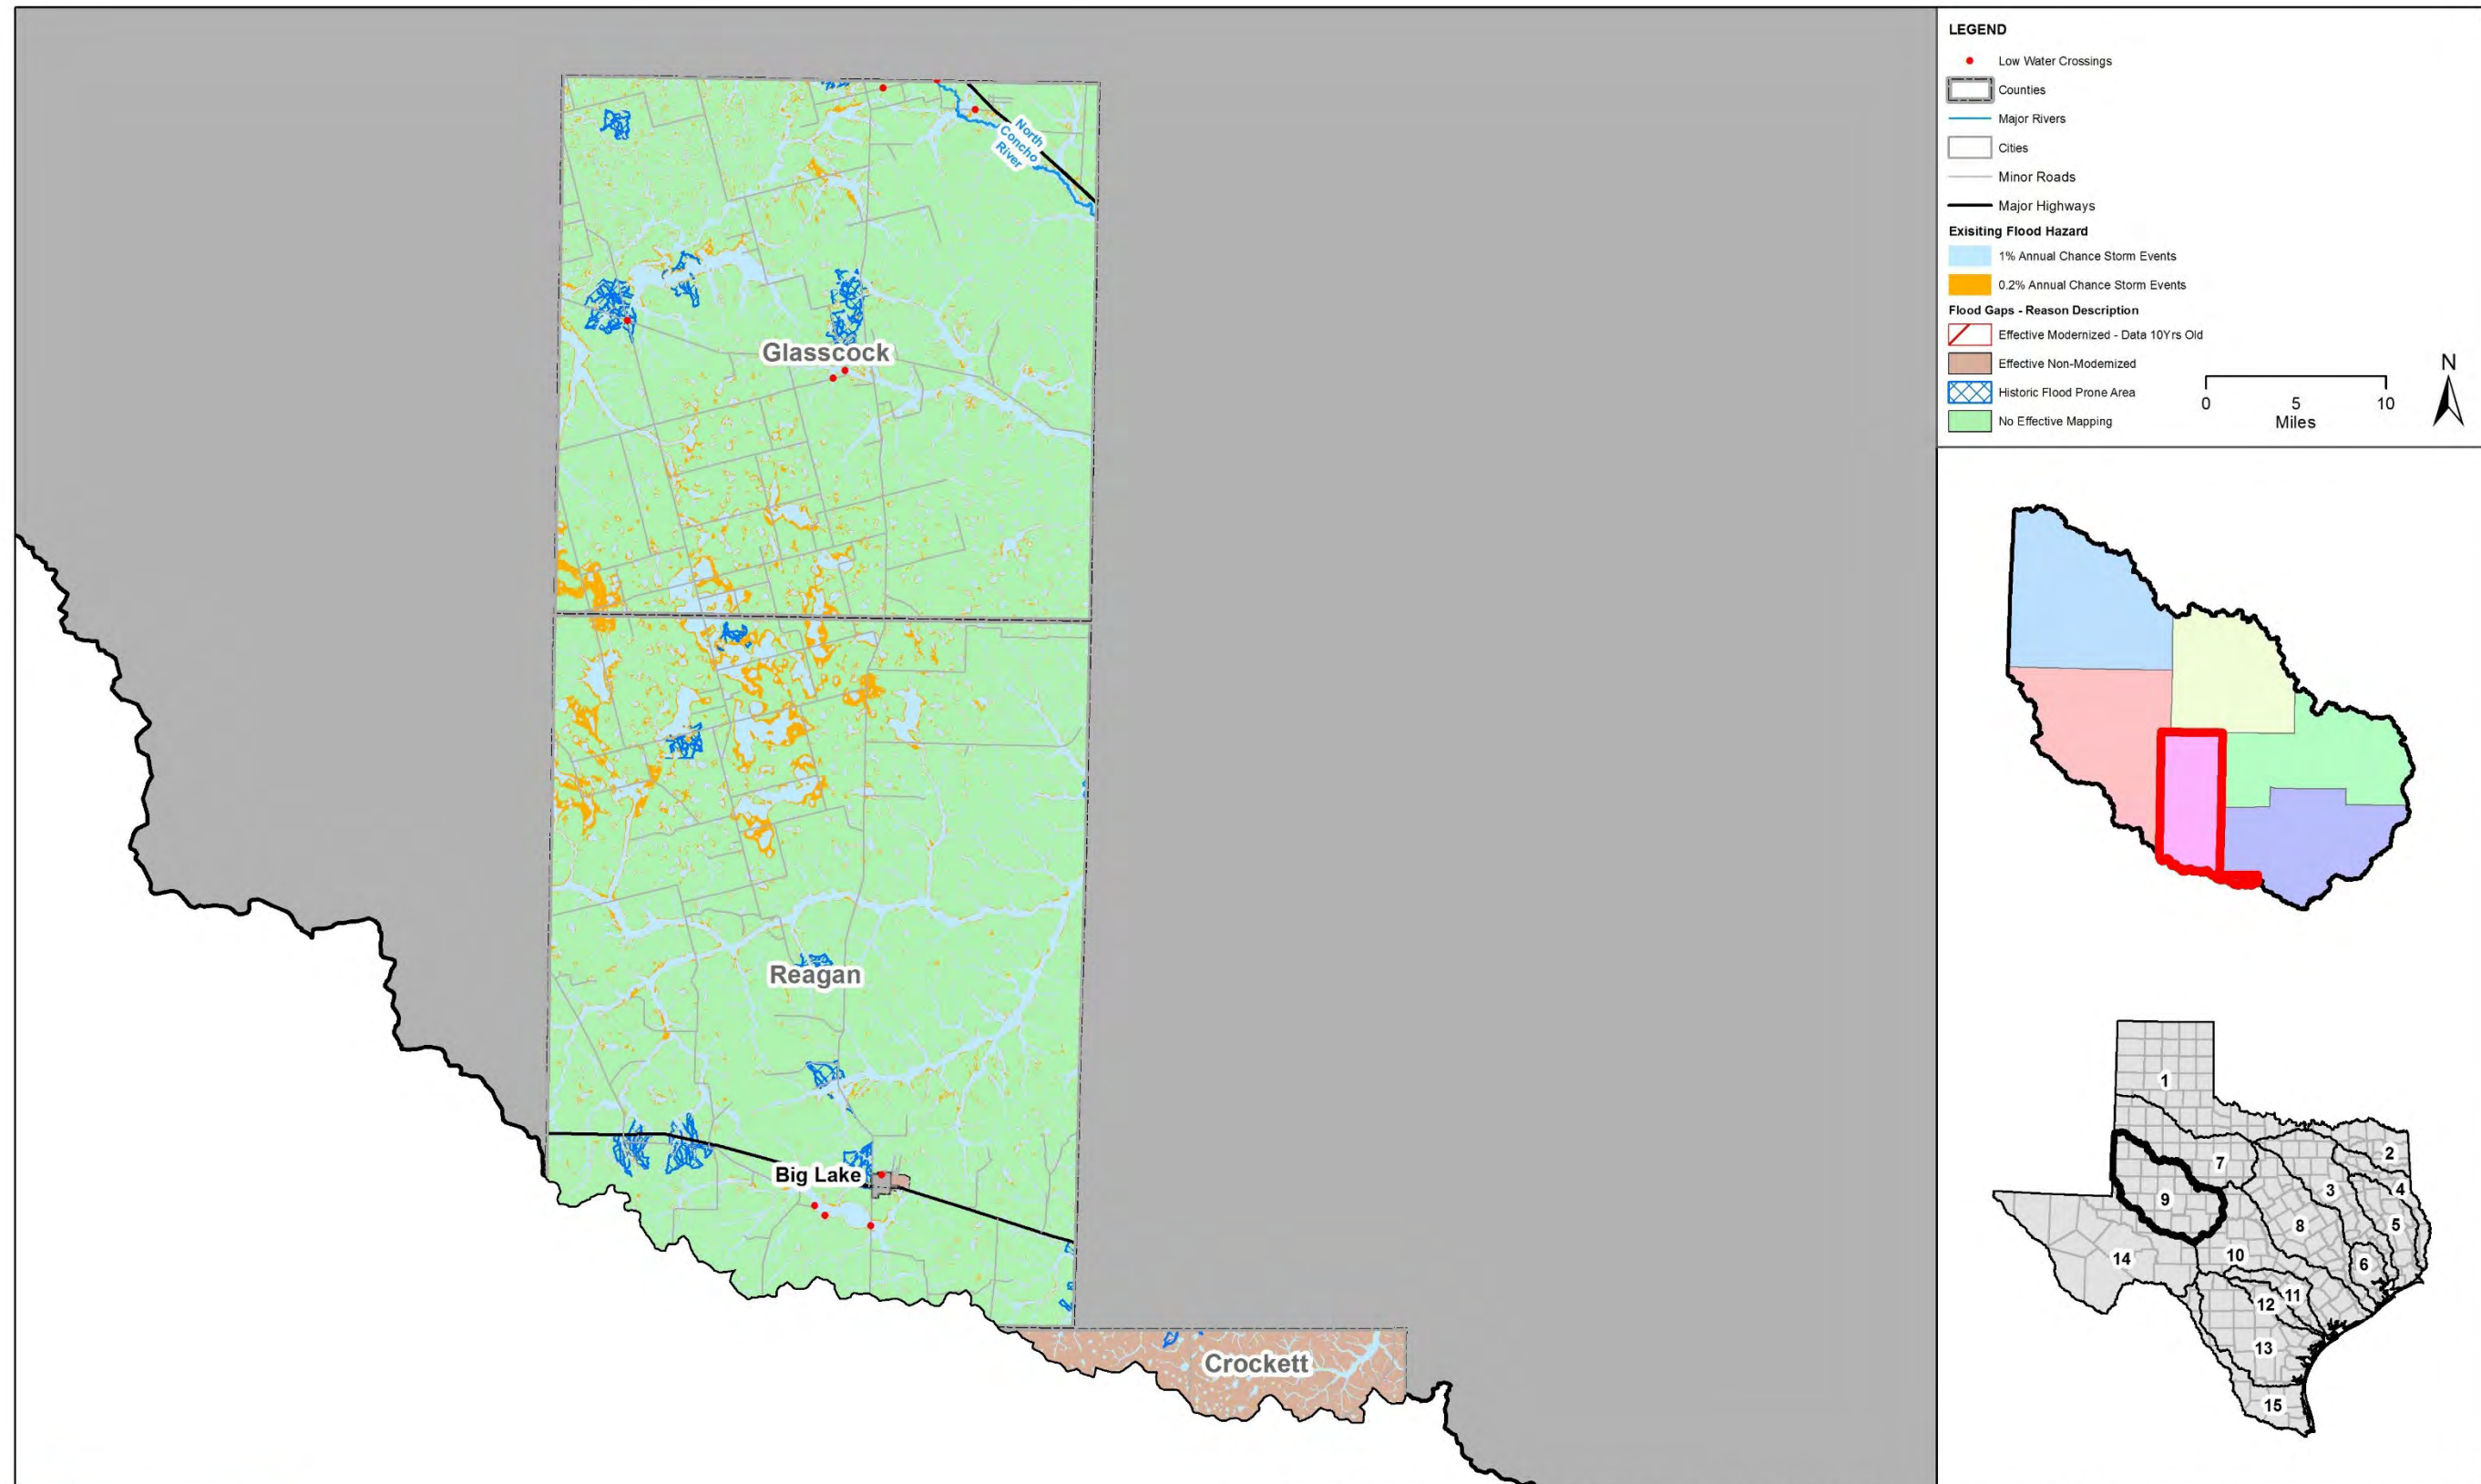 LEGEND
Low Water Crossings
Counties
Major Rivers
Cities
Minor Roads
Major Highways
Exisiting Flood Hazard
1% Annual Chance Storm Events
0.2% Annual Chance Storm Events
Flood Gaps - Reason Description
Effective Modernized - Data 10Yrs Old
Effective Non-Modernized
Historic Flood Prone Area
No Effective Mapping
N
0 5 10
Miles
North
Concho
River
Glasscock
Reagan
Big Lake
Crockett
1
2
7
3
4
9
5
8
10
14
6
11
12
13
15